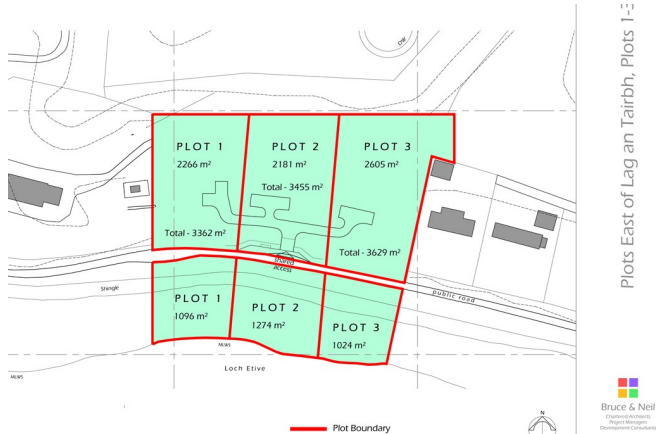 Plots East of Lag an Tairbh, Plots 1-3
DW
PLOT 1
2266 m²
Total - 3362 m²
PLOT 2
2181 m²
Total - 3455 m²
PLOT 3
2605 m²
Total - 3629 m²
shared
access
public road
Shingle
PLOT 1
1096 m²
PLOT 2
1274 m²
PLOT 3
1024 m²
MLWS
MLWS
Loch Etive
N
Plot Boundary
Bruce & Neil
Chartered Architects
Project Managers
Development Consultants